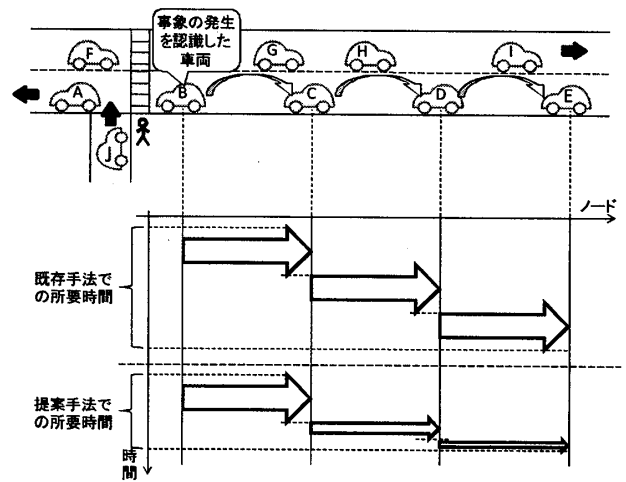 事象の発生
を認識した
車両
F
G
H
I
A
B
C
D
E
J
ノード
既存手法で
の所要時間
提案手法で
の所要時間
時間